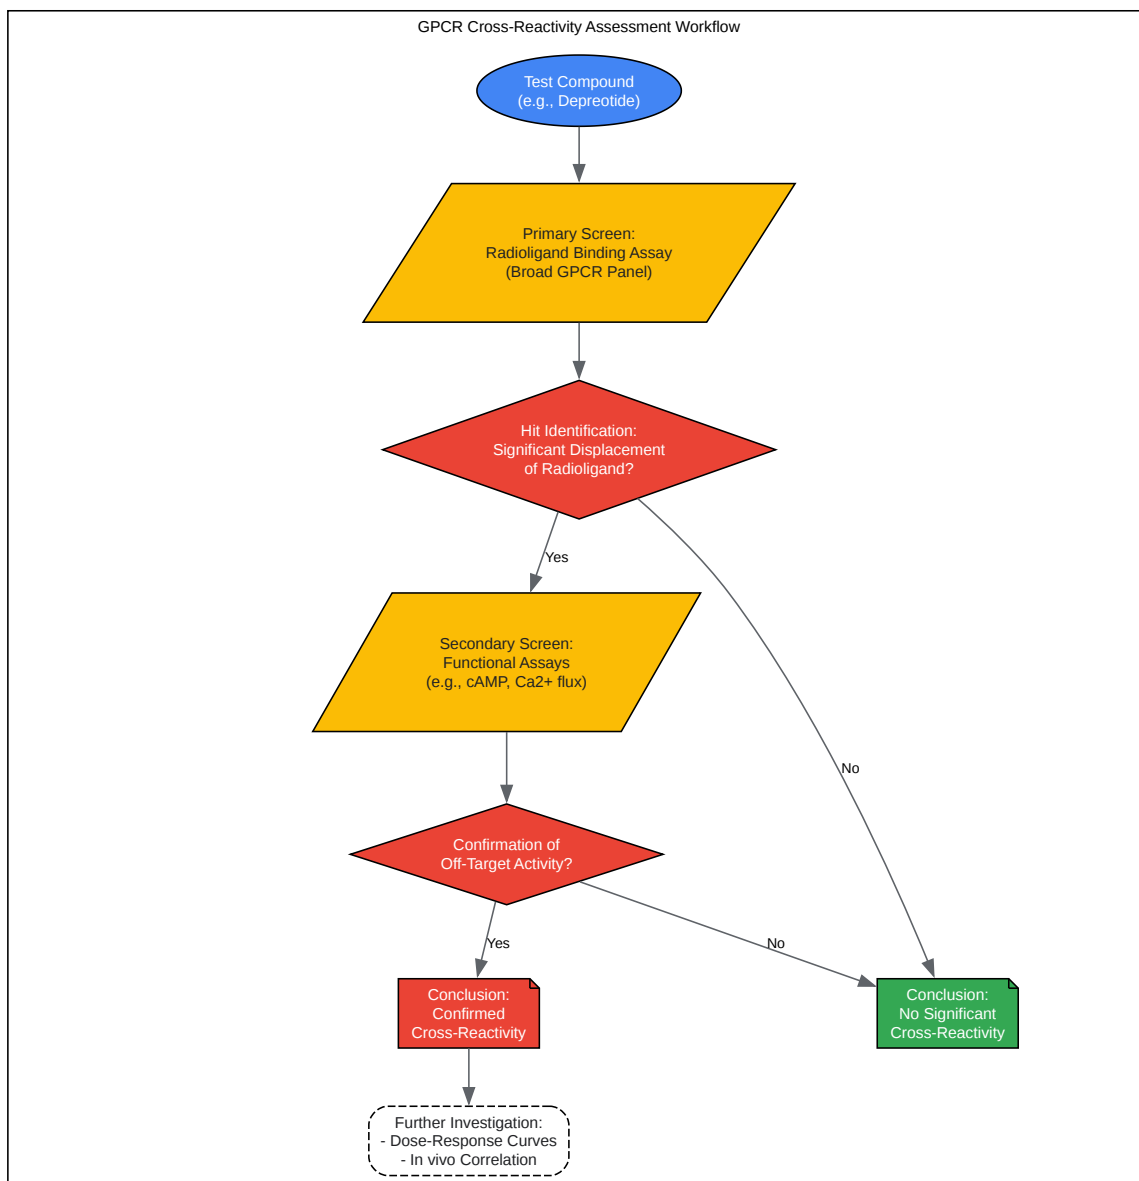 GPCR Cross-Reactivity Assessment Workflow
Test Compound
(e.g., Depreotide)
Primary Screen:
Radioligand Binding Assay
(Broad GPCR Panel)
Hit Identification:
Significant Displacement
of Radioligand?
Yes
Secondary Screen:
Functional Assays
(e.g., cAMP, Ca2+ flux)
No
Confirmation of
Off-Target Activity?
Yes
No
Conclusion:
Confirmed
Cross-Reactivity
Conclusion:
No Significant
Cross-Reactivity
Further Investigation:
- Dose-Response Curves
- In vivo Correlation